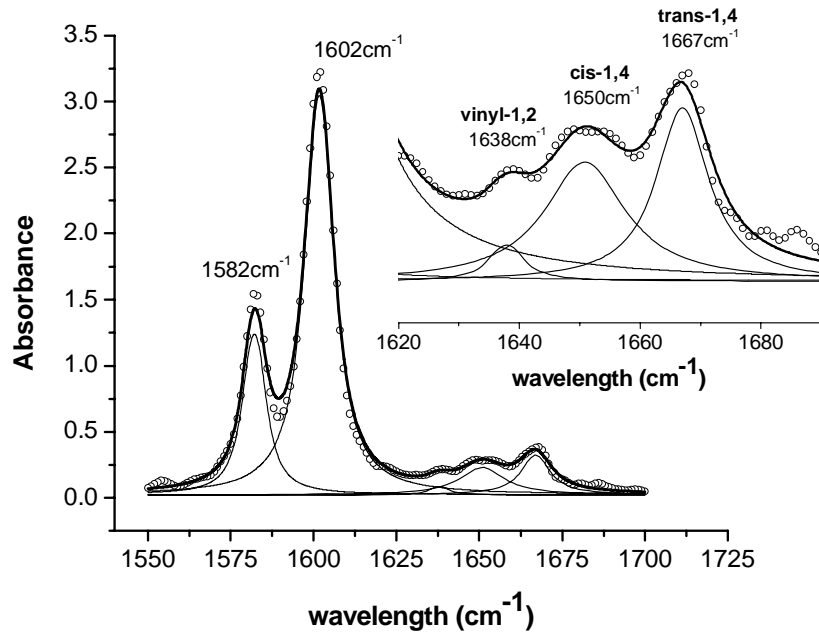 3.5
3.0
2.5
2.0
1.5
1.0
0.5
0.0
Absorbance
1602cm⁻¹
1582cm⁻¹
1550 1575 1600 1625 1650 1675 1700 1725
wavelength (cm⁻¹)
trans-1,4
1667cm⁻¹
cis-1,4
1650cm⁻¹
vinyl-1,2
1638cm⁻¹
1620 1640 1660 1680
wavelength (cm⁻¹)